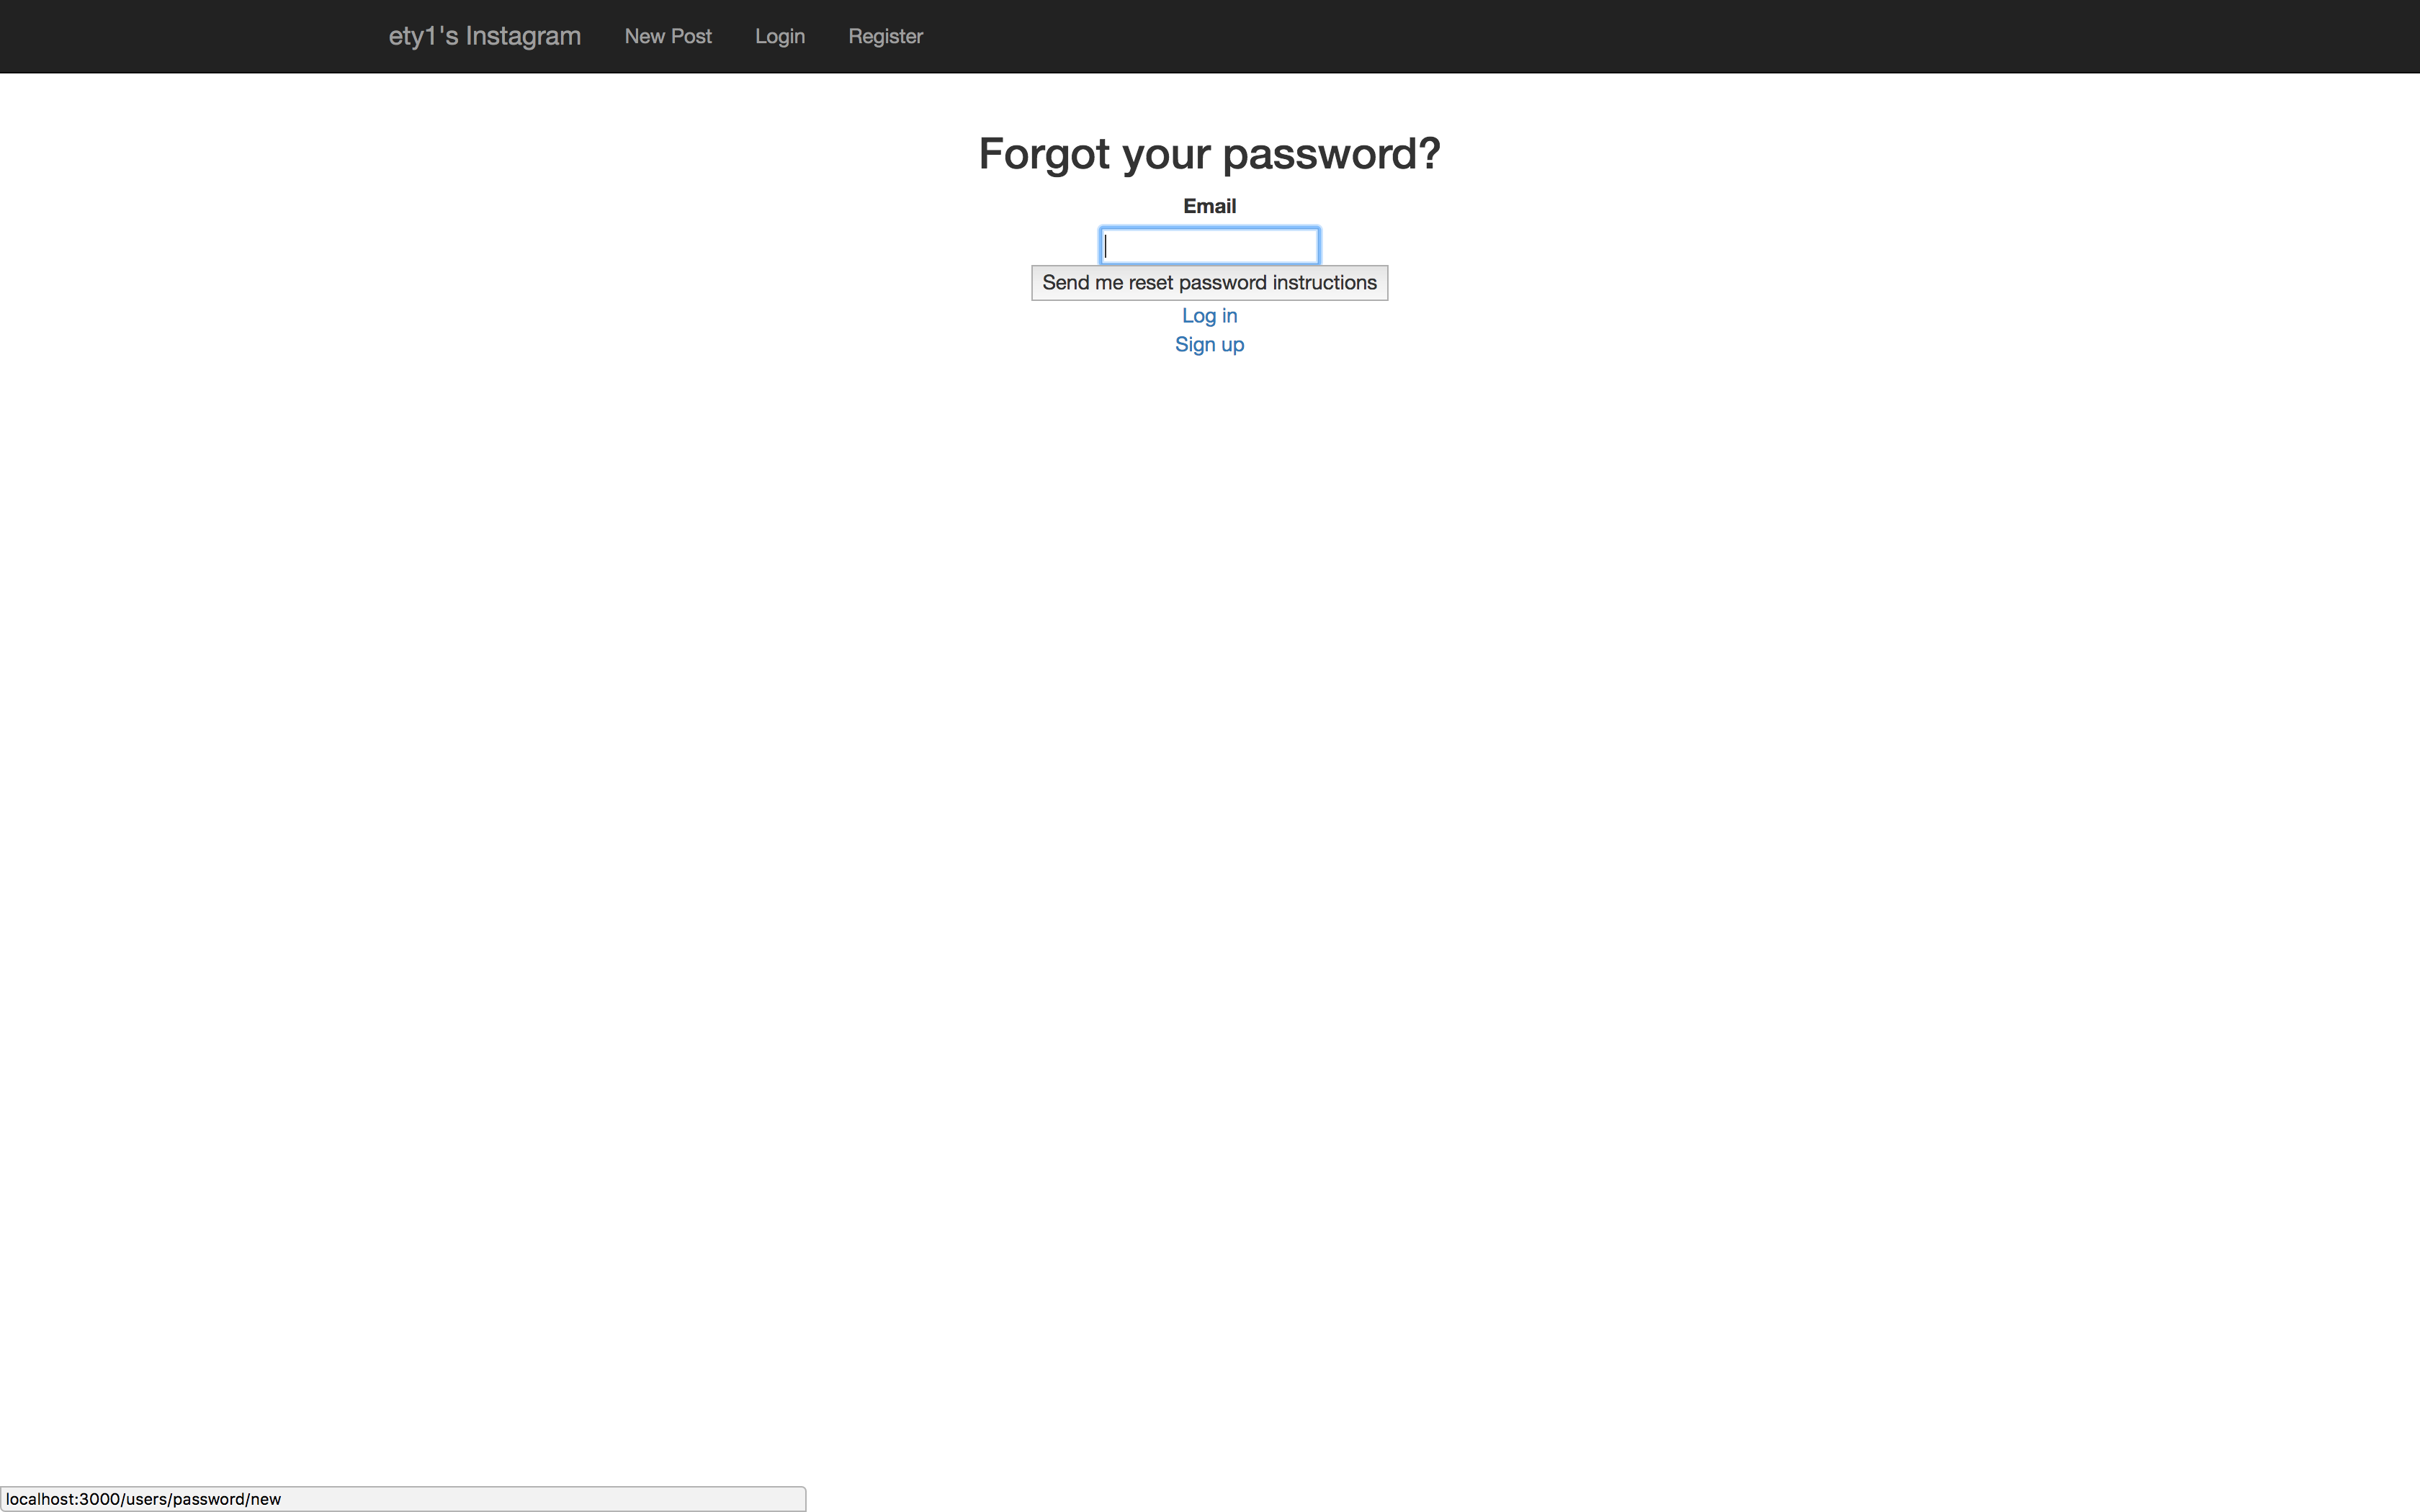 ety1's Instagram New Post Login Register
Forgot your password?
Email
Send me reset password instructions
Log in
Sign up
localhost:3000/users/password/new